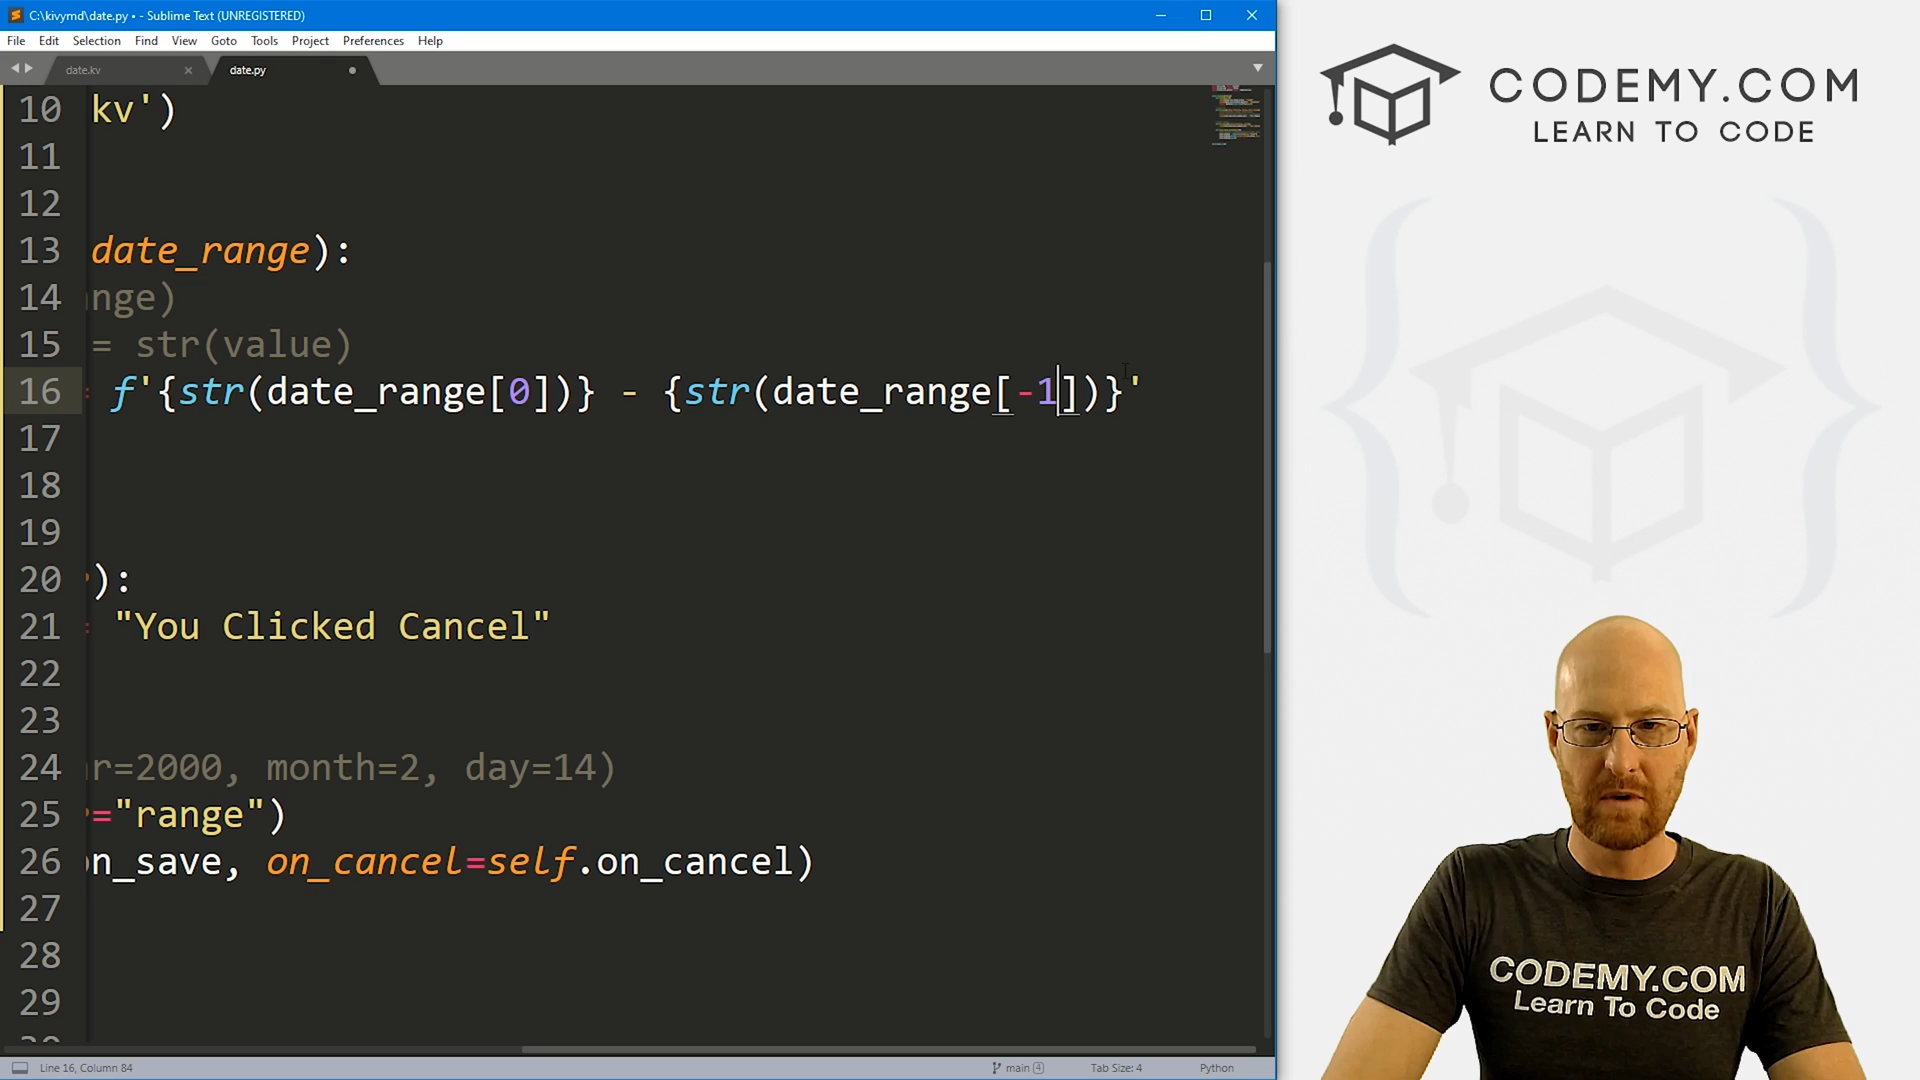 C:\kivymd\date.py • - Sublime Text (UNREGISTERED)
File Edit Selection Find View Goto Tools Project Preferences Help
date.kv
date.py
10 kv')
11
12
13 date_range):
14 nge)
15 = str(value)
16 f'{str(date_range[0])} - {str(date_range[-1])}'
17
18
19
20 ):
21 "You Clicked Cancel"
22
23
24 r=2000, month=2, day=14)
25 ="range")
26 n_save, on_cancel=self.on_cancel)
27
28
29
Line 16, Column 84
main 4
Tab Size: 4
Python
CODEMY.COM
LEARN TO CODE
CODEMY.COM
Learn To Code